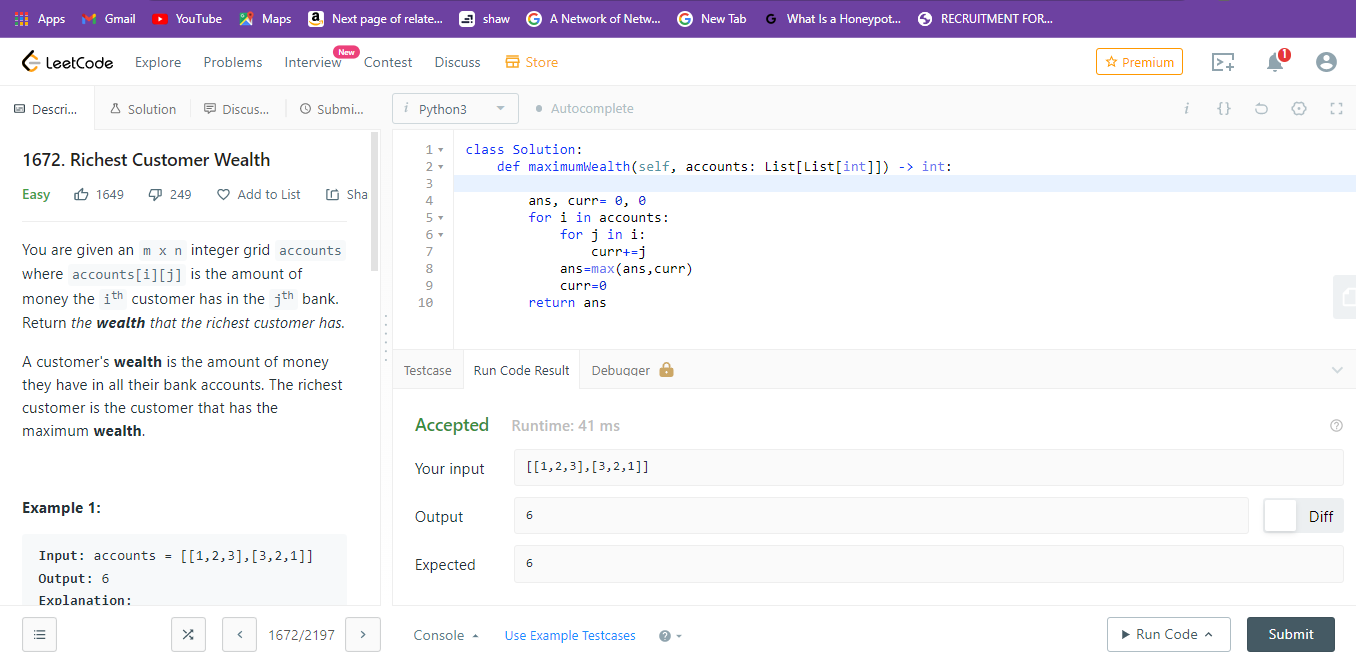 Apps Gmail YouTube Maps Next page of relate... shaw A Network of Netw... New Tab What Is a Honeypot... RECRUITMENT FOR...
LeetCode Explore Problems Interview New Contest Discuss Store Premium 1
Descri... Solution Discus... Submi...
1672. Richest Customer Wealth
Easy 1649 249 Add to List Sha
You are given an m x n integer grid accounts
where accounts[i][j] is the amount of
money the ith customer has in the jth bank.
Return the wealth that the richest customer has.
A customer's wealth is the amount of money
they have in all their bank accounts. The richest
customer is the customer that has the
maximum wealth.
Example 1:
Input: accounts = [[1,2,3],[3,2,1]]
Output: 6
Explanation:
1672/2197
i Python3 Autocomplete i {}
1 class Solution:
2 def maximumWealth(self, accounts: List[List[int]]) -> int:
3
4 ans, curr= 0, 0
5 for i in accounts:
6 for j in i:
7 curr+=j
8 ans=max(ans,curr)
9 curr=0
10 return ans
Testcase Run Code Result Debugger
Accepted Runtime: 41 ms ?
Your input [[1,2,3],[3,2,1]]
Output 6 Diff
Expected 6
Console Use Example Testcases ? Run Code Submit